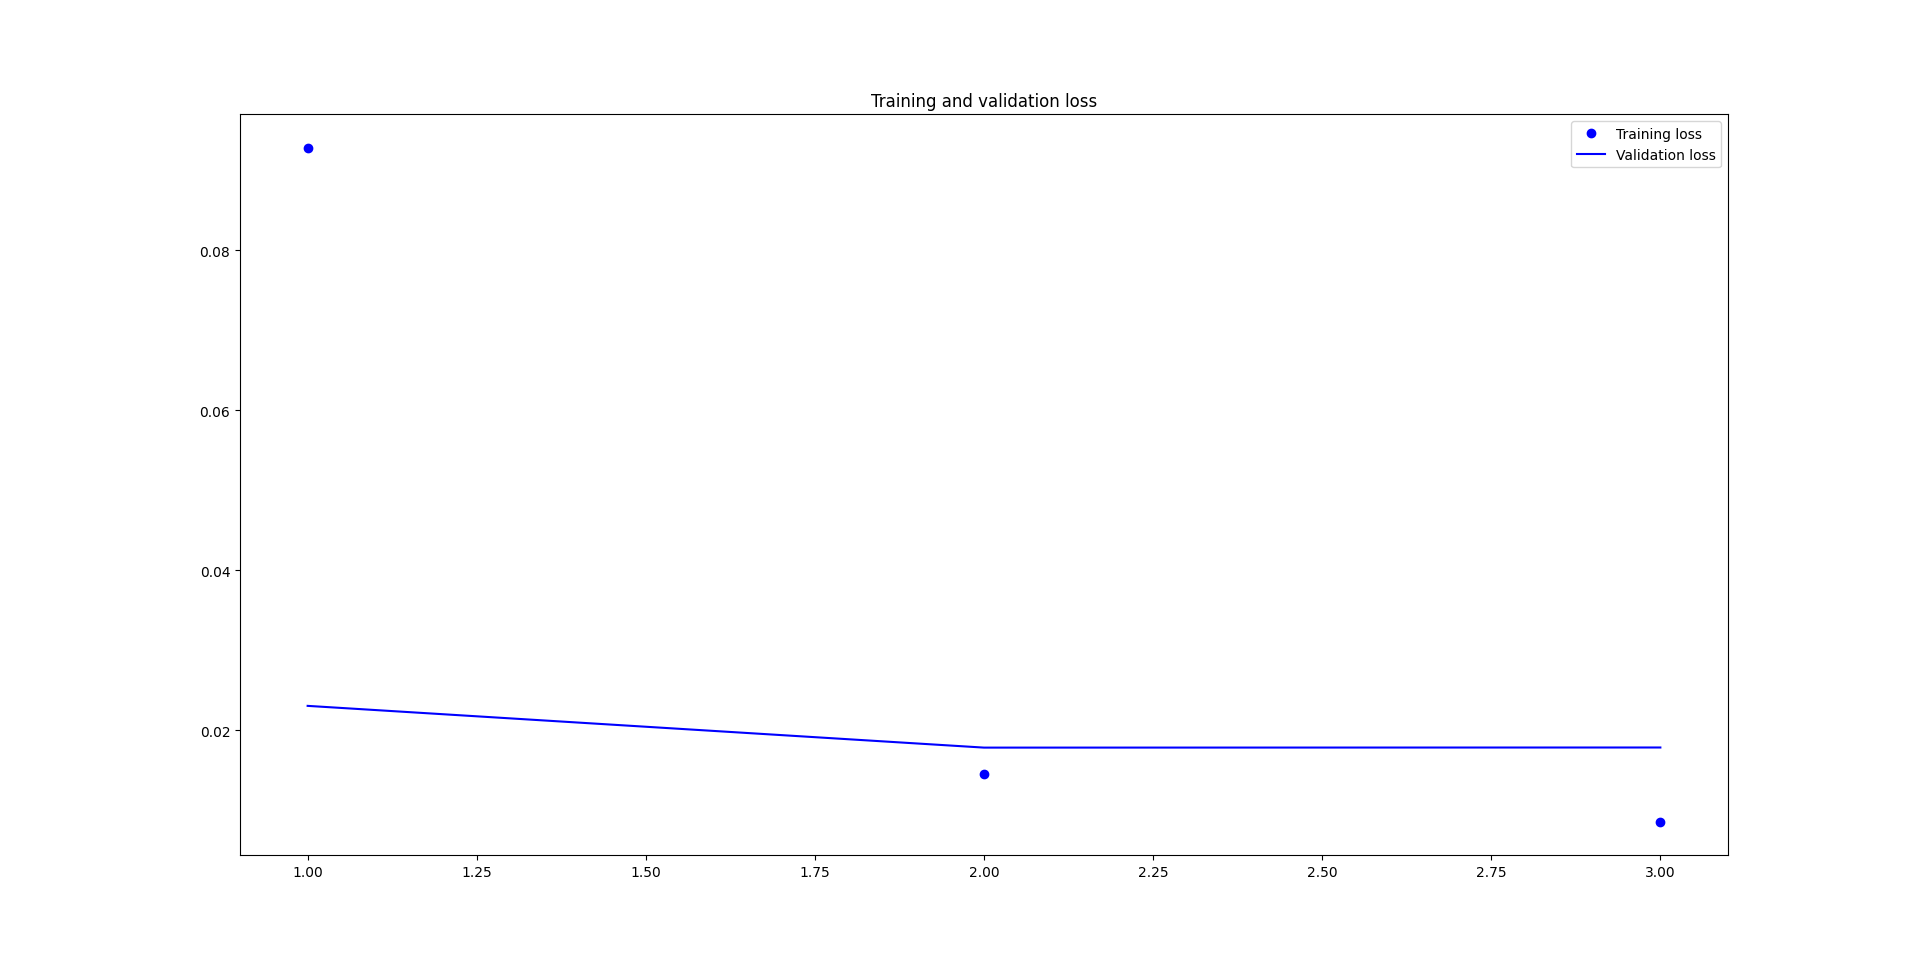 Training and validation loss
Training loss
Validation loss
0.08
0.06
0.04
0.02
1.00 1.25 1.50 1.75 2.00 2.25 2.50 2.75 3.00